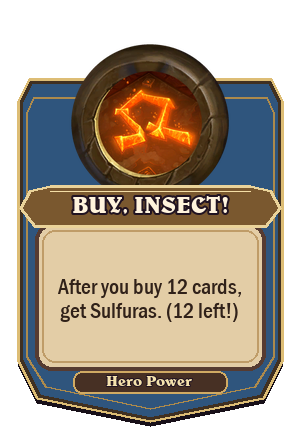 BUY, INSECT!
After you buy 12 cards,
get Sulfuras. (12 left!)
Hero Power